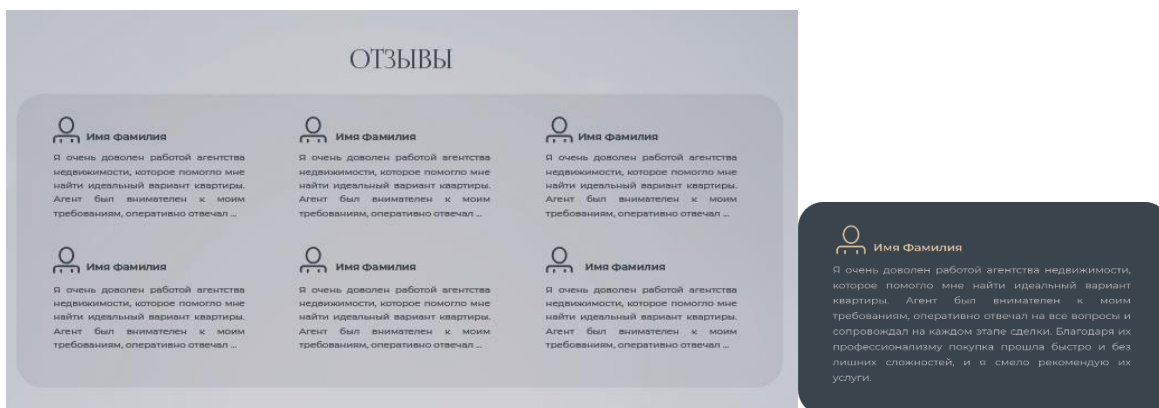 ОТЗЫВЫ
Имя Фамилия
Я очень доволен работой агентства
недвижимости, которое помогло мне
найти идеальный вариант квартиры.
Агент был внимателен к моим
требованиям, оперативно отвечал ...
Имя Фамилия
Я очень доволен работой агентства
недвижимости, которое помогло мне
найти идеальный вариант квартиры.
Агент был внимателен к моим
требованиям, оперативно отвечал ...
Имя Фамилия
Я очень доволен работой агентства
недвижимости, которое помогло мне
найти идеальный вариант квартиры.
Агент был внимателен к моим
требованиям, оперативно отвечал ...
Имя Фамилия
Я очень доволен работой агентства
недвижимости, которое помогло мне
найти идеальный вариант квартиры.
Агент был внимателен к моим
требованиям, оперативно отвечал ...
Имя Фамилия
Я очень доволен работой агентства
недвижимости, которое помогло мне
найти идеальный вариант квартиры.
Агент был внимателен к моим
требованиям, оперативно отвечал ...
Имя Фамилия
Я очень доволен работой агентства
недвижимости, которое помогло мне
найти идеальный вариант квартиры.
Агент был внимателен к моим
требованиям, оперативно отвечал ...
Имя Фамилия
Я очень доволен работой агентства недвижимости,
которое помогло мне найти идеальный вариант
квартиры. Агент был внимателен к моим
требованиям, оперативно отвечал на все вопросы и
сопровождал на каждом этапе сделки. Благодаря их
профессионализму покупка прошла быстро и без
лишних сложностей, и я смело рекомендую их
услуги.